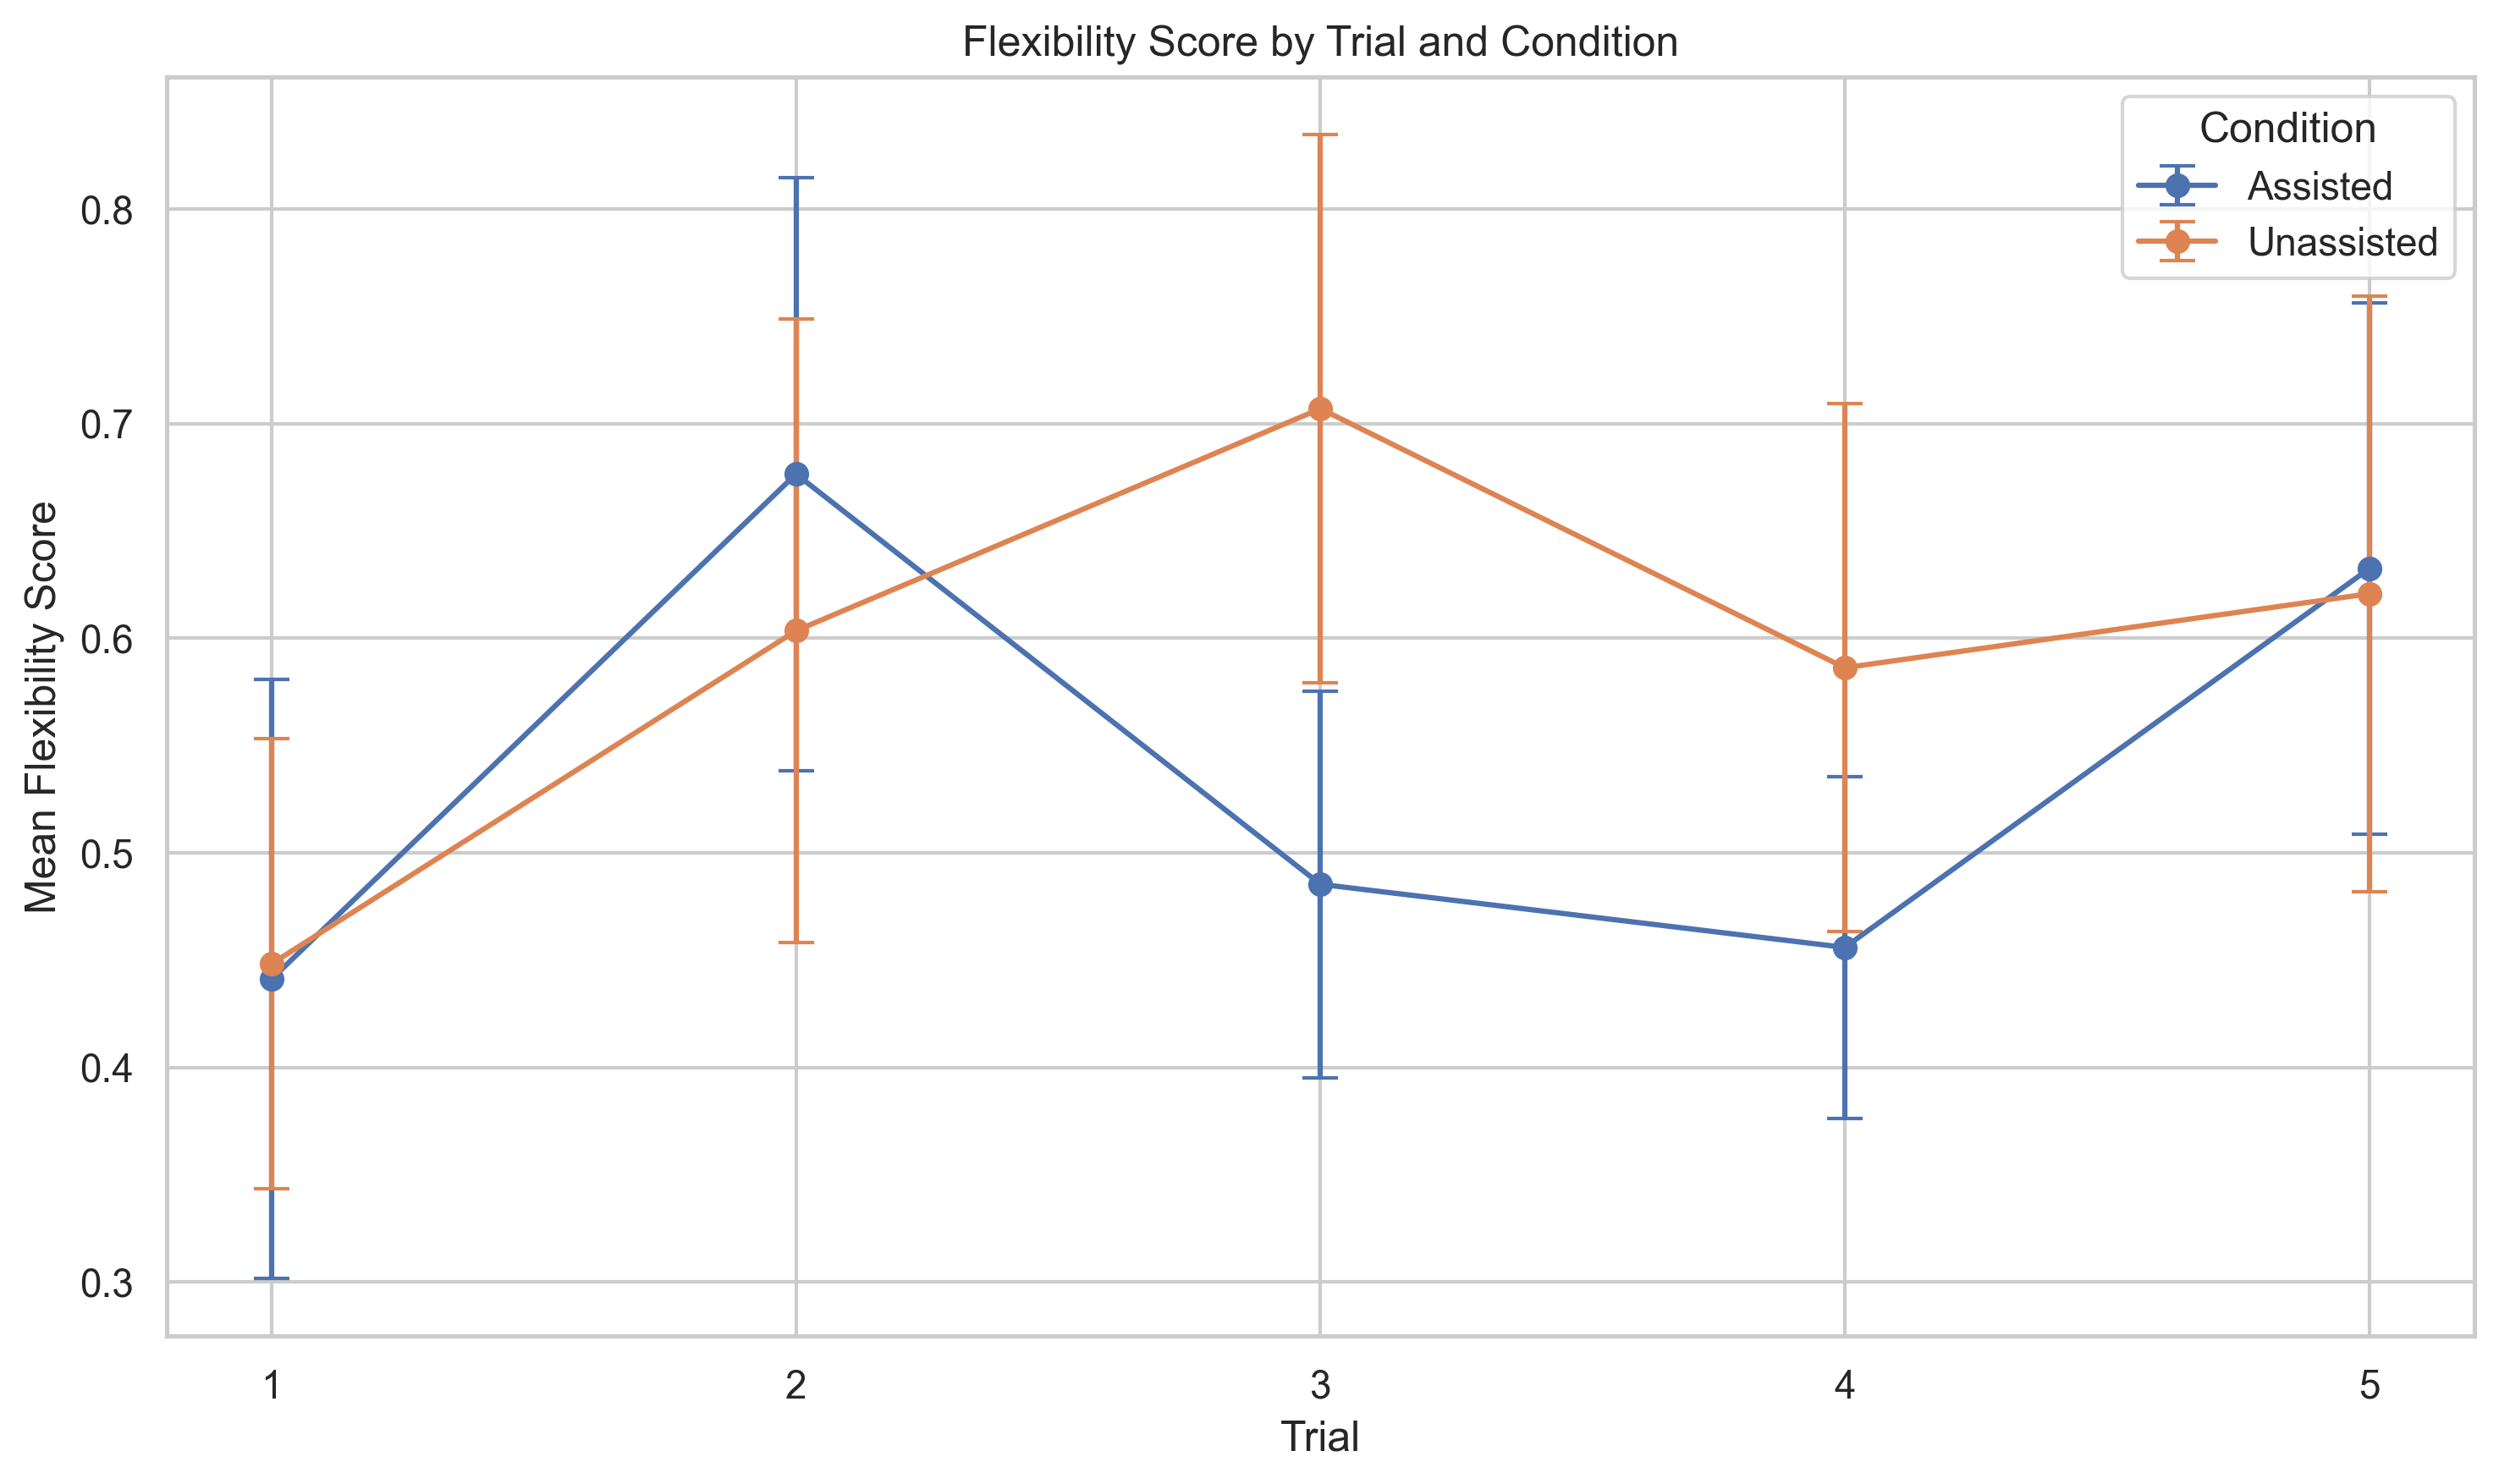 Flexibility Score by Trial and Condition
Condition
Assisted
Unassisted
Mean Flexibility Score
0.8
0.7
0.6
0.5
0.4
0.3
1 2 3 4 5
Trial